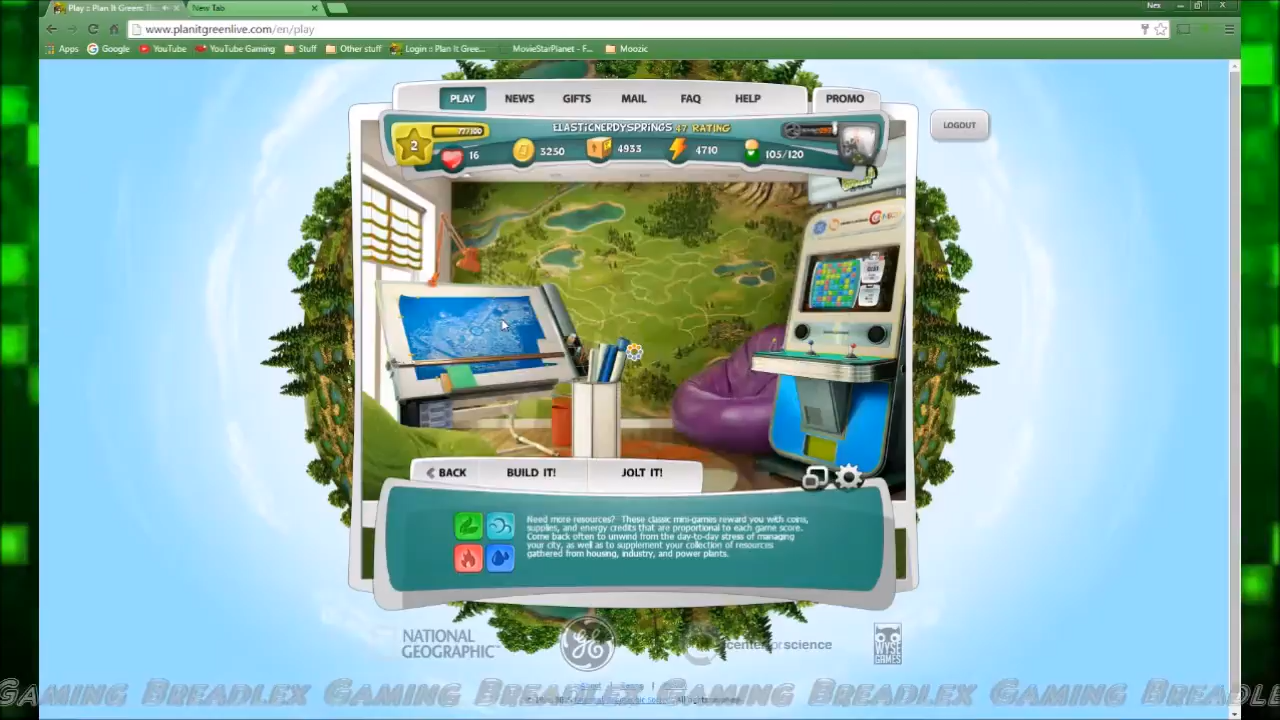 Play :: Plan It Green: Th
New Tab
Nex
www.planitgreenlive.com/en/play
Apps Google YouTube YouTube Gaming Stuff Other stuff Login :: Plan It Gree... MovieStarPlanet - F... Moozic
PLAY NEWS GIFTS MAIL FAQ HELP PROMO
LOGOUT
ELASTICNERDYSPRINGS 47 RATING
2 77/100
16 3250 4933 4710 105/120
BACK BUILD IT! JOLT IT!
Need more resources? These classic mini-games reward you with coins,
supplies, and energy credits that are proportional to each game score.
Come back often to unwind from the day-to-day stress of managing
your city, as well as to supplement your collection of resources
gathered from housing, industry, and power plants.
NATIONAL
GEOGRAPHIC
center for science
WYSE
GAMES
GAMING BREADLEX GAMING BREADLEX GAMING BREADLEX GAMING BREADLE